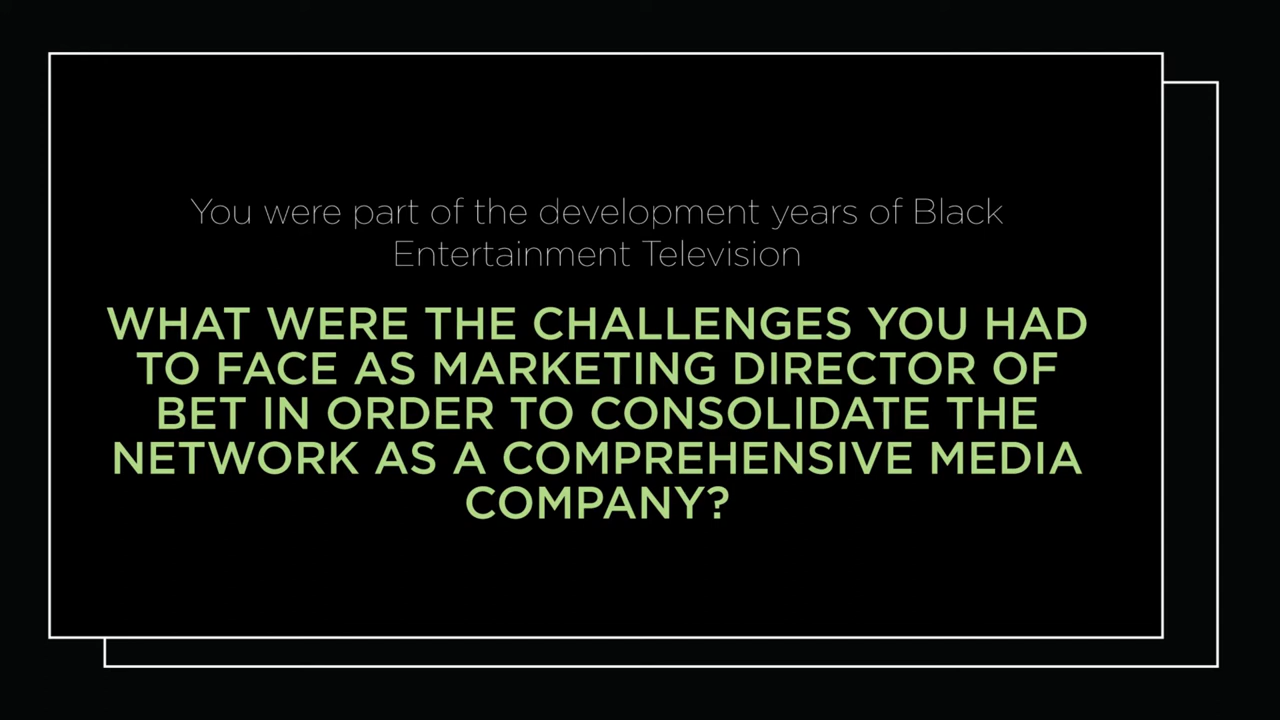 You were part of the development years of Black
Entertainment Television
WHAT WERE THE CHALLENGES YOU HAD
TO FACE AS MARKETING DIRECTOR OF
BET IN ORDER TO CONSOLIDATE THE
NETWORK AS A COMPREHENSIVE MEDIA
COMPANY?